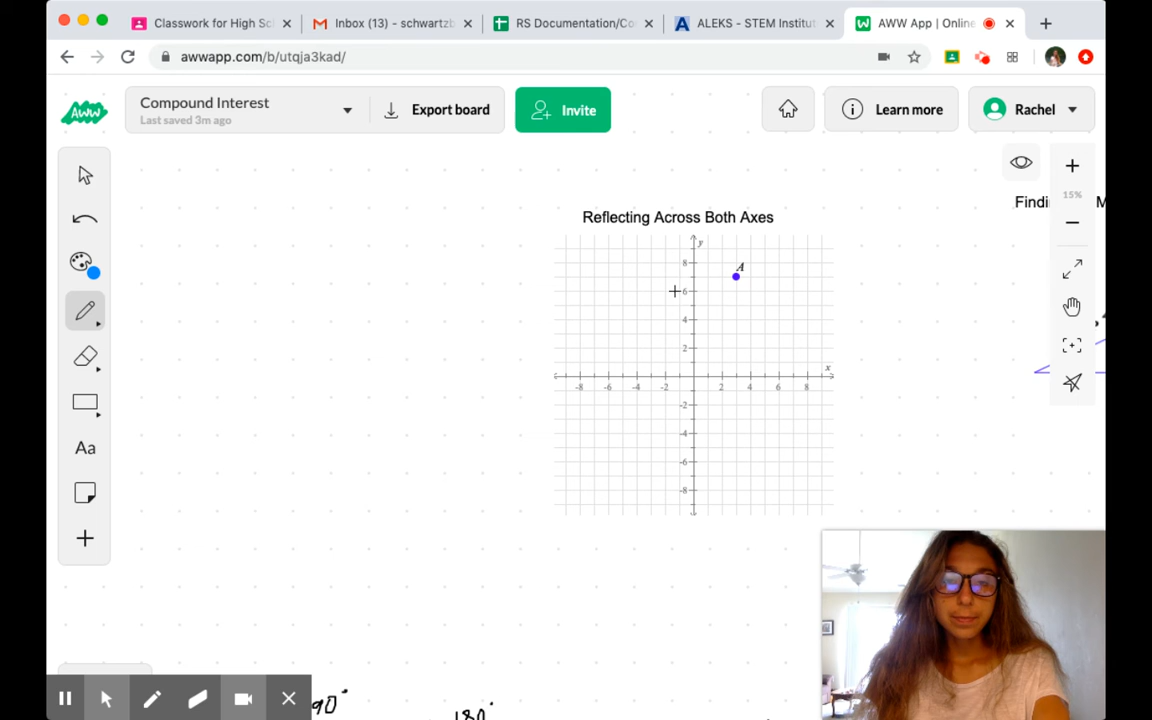 Classwork for High Sc
Inbox (13) - schwartzb
RS Documentation/Co
ALEKS - STEM Institut
AWW App | Online
awwapp.com/b/utqja3kad/
AWW
Compound Interest
Last saved 3m ago
Export board
Invite
Learn more
Rachel
15%
Findi M
Reflecting Across Both Axes
y
8
A
6
4
2
x
-8 -6 -4 -2 2 4 6 8
-2
-4
-6
-8
Aa
90°
180°